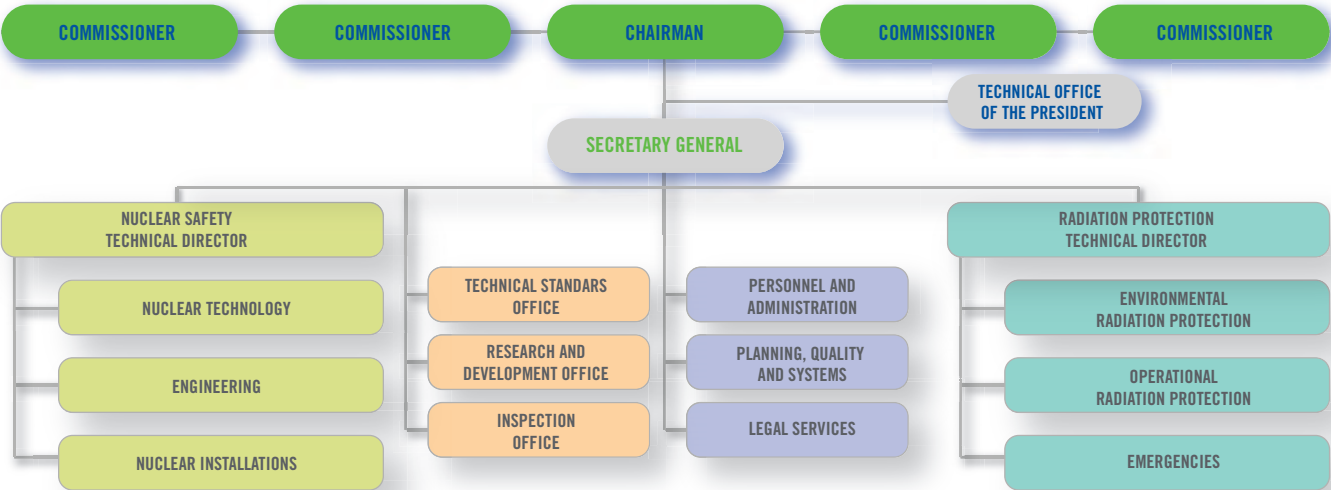 COMMISSIONER
COMMISSIONER
CHAIRMAN
COMMISSIONER
COMMISSIONER
TECHNICAL OFFICE
OF THE PRESIDENT
SECRETARY GENERAL
NUCLEAR SAFETY
TECHNICAL DIRECTOR
NUCLEAR TECHNOLOGY
ENGINEERING
NUCLEAR INSTALLATIONS
TECHNICAL STANDARS
OFFICE
RESEARCH AND
DEVELOPMENT OFFICE
INSPECTION
OFFICE
PERSONNEL AND
ADMINISTRATION
PLANNING, QUALITY
AND SYSTEMS
LEGAL SERVICES
RADIATION PROTECTION
TECHNICAL DIRECTOR
ENVIRONMENTAL
RADIATION PROTECTION
OPERATIONAL
RADIATION PROTECTION
EMERGENCIES